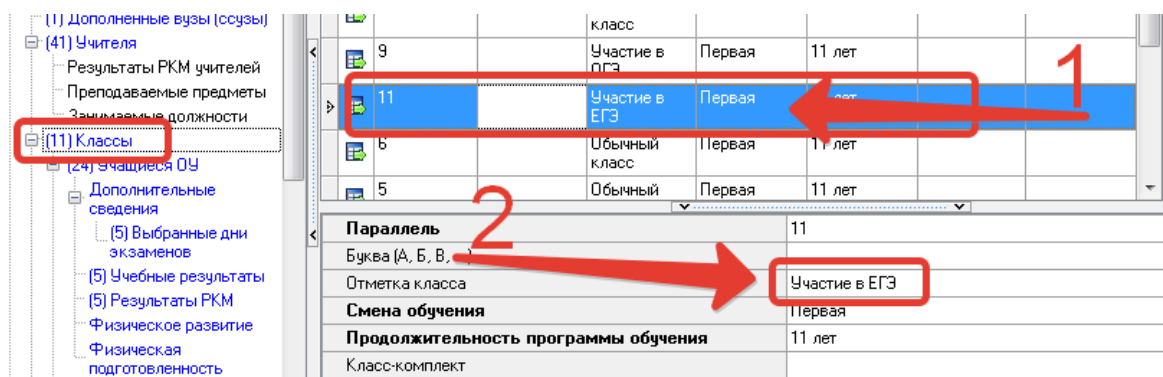 (1) Дополненные вузы (ссузы)
(41) Учителя
Результаты РКМ учителей
Преподаваемые предметы
Занимаемые должности
(11) Классы
(24) Учащиеся ОУ
Дополнительные
сведения
(5) Выбранные дни
экзаменов
(5) Учебные результаты
(5) Результаты РКМ
Физическое развитие
Физическая
подготовленность
класс
9 Участие в Первая 11 лет
ОГЭ
11 Участие в Первая лет
ЕГЭ
6 Обычный Первая 11 лет
класс
5 Обычный Первая 11 лет
1
2
Параллель 11
Буква (А, Б, В,
Отметка класса Участие в ЕГЭ
Смена обучения Первая
Продолжительность программы обучения 11 лет
Класс-комплект